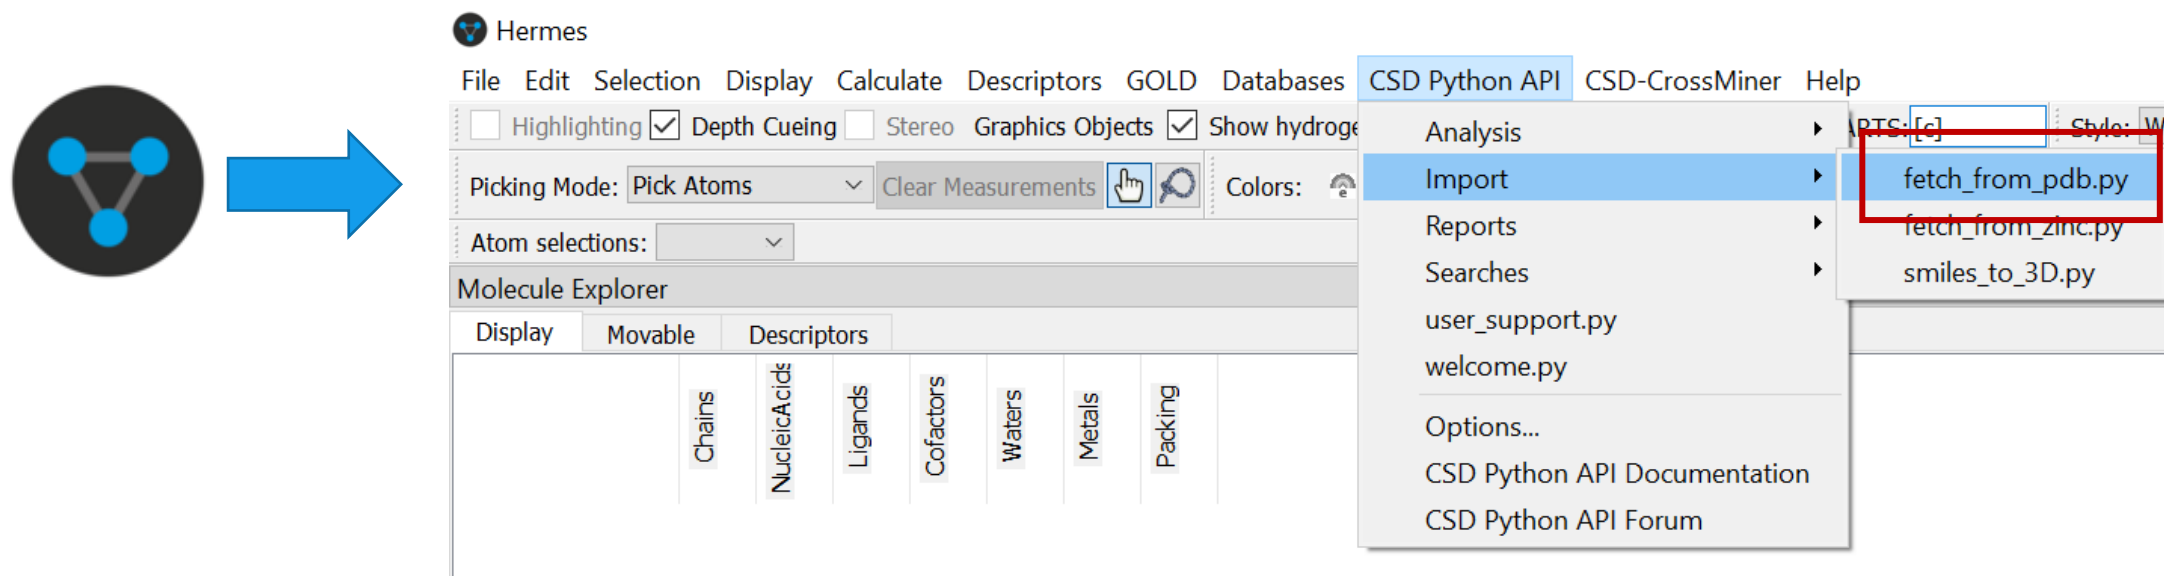 Hermes
File Edit Selection Display Calculate Descriptors GOLD Databases CSD Python API CSD-CrossMiner Help
Highlighting Depth Cueing Stereo Graphics Objects Show hydroge ARTS: [c] Style: W
Picking Mode: Pick Atoms Clear Measurements Colors: e
Atom selections:
Molecule Explorer
Display Movable Descriptors
Chains
NucleicAcids
Ligands
Cofactors
Waters
Metals
Packing
Analysis
Import
Reports
Searches
user_support.py
welcome.py
Options...
CSD Python API Documentation
CSD Python API Forum
fetch_from_pdb.py
fetch_from_zinc.py
smiles_to_3D.py